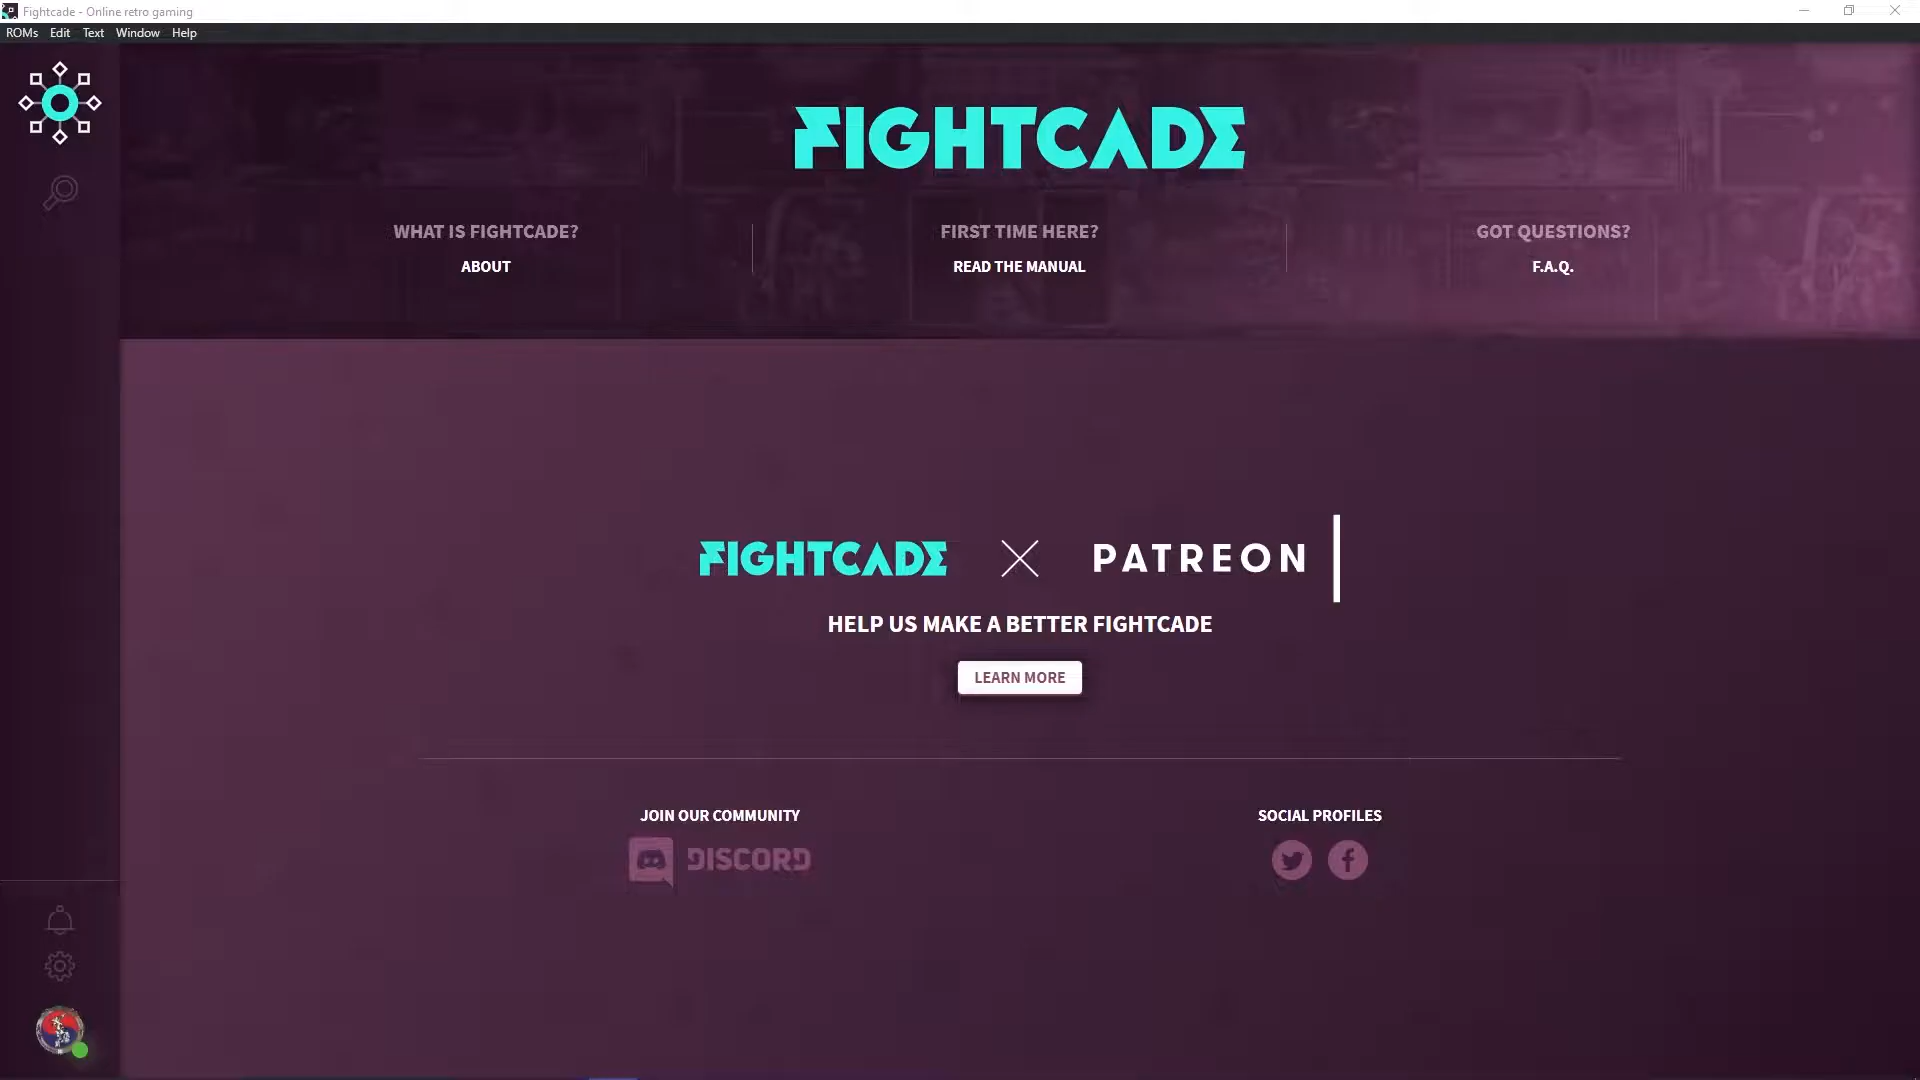 Fightcade - Online retro gaming
ROMs Edit Text Window Help
FIGHTCADE
WHAT IS FIGHTCADE?
ABOUT
FIRST TIME HERE?
READ THE MANUAL
GOT QUESTIONS?
F.A.Q.
FIGHTCADE X PATREON
HELP US MAKE A BETTER FIGHTCADE
LEARN MORE
JOIN OUR COMMUNITY
DISCORD
SOCIAL PROFILES